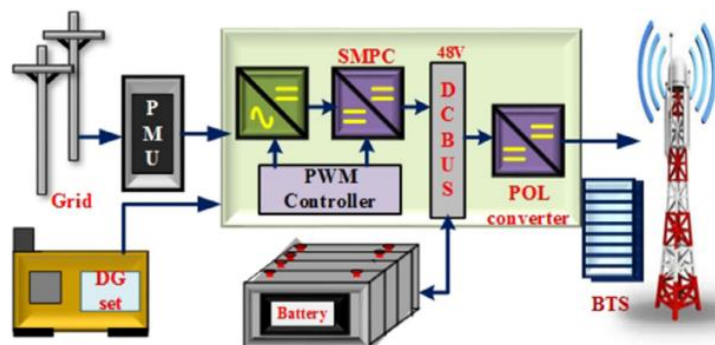 SMPC
48V
P
M
U
D
C
B
U
S
PWM
Controller
POL
converter
Grid
DG
set
Battery
BTS